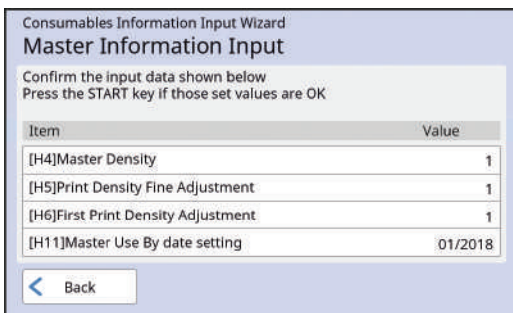 Consumables Information Input Wizard
Master Information Input
Confirm the input data shown below
Press the START key if those set values are OK
Item Value
[H4]Master Density 1
[H5]Print Density Fine Adjustment 1
[H6]First Print Density Adjustment 1
[H11]Master Use By date setting 01/2018
Back